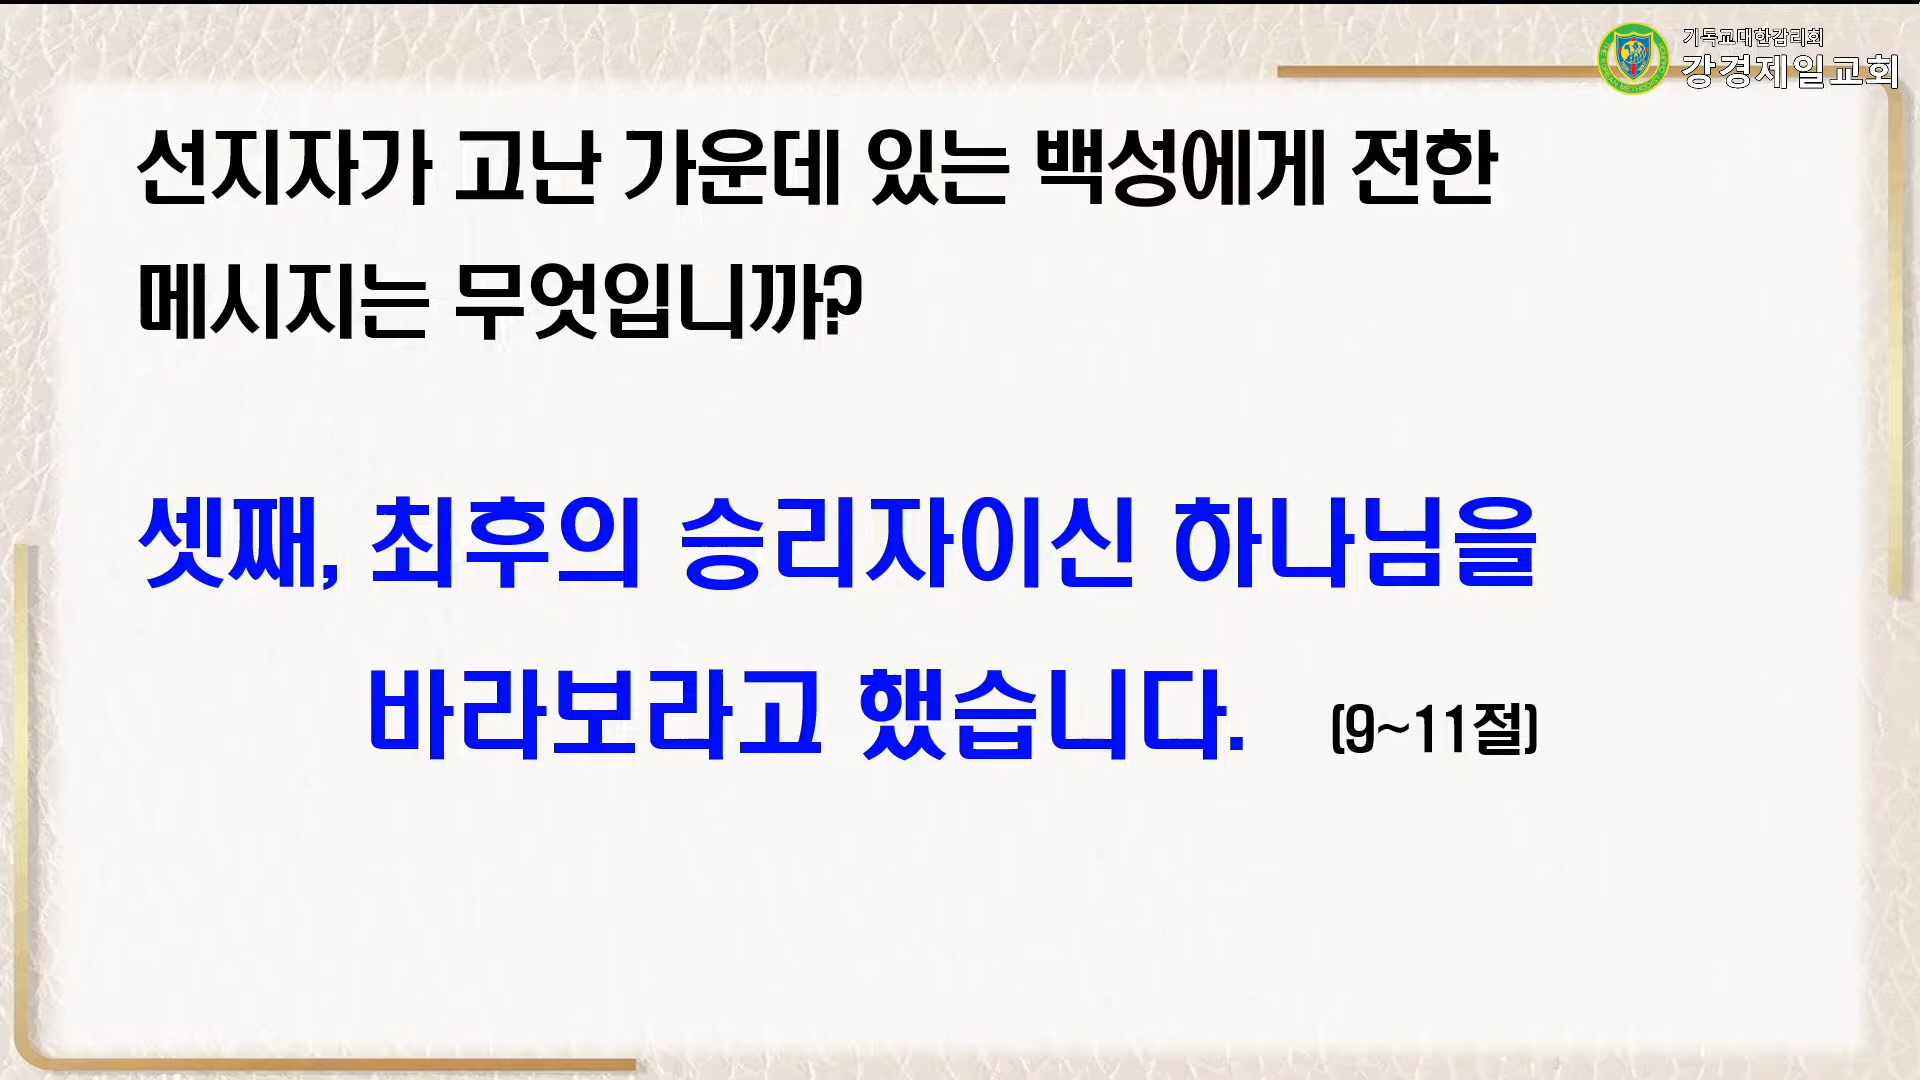 기독교대한감리회
강경제일교회
선지자가 고난 가운데 있는 백성에게 전한
메시지는 무엇입니까?
셋째, 최후의 승리자이신 하나님을
바라보라고 했습니다. (9~11절)